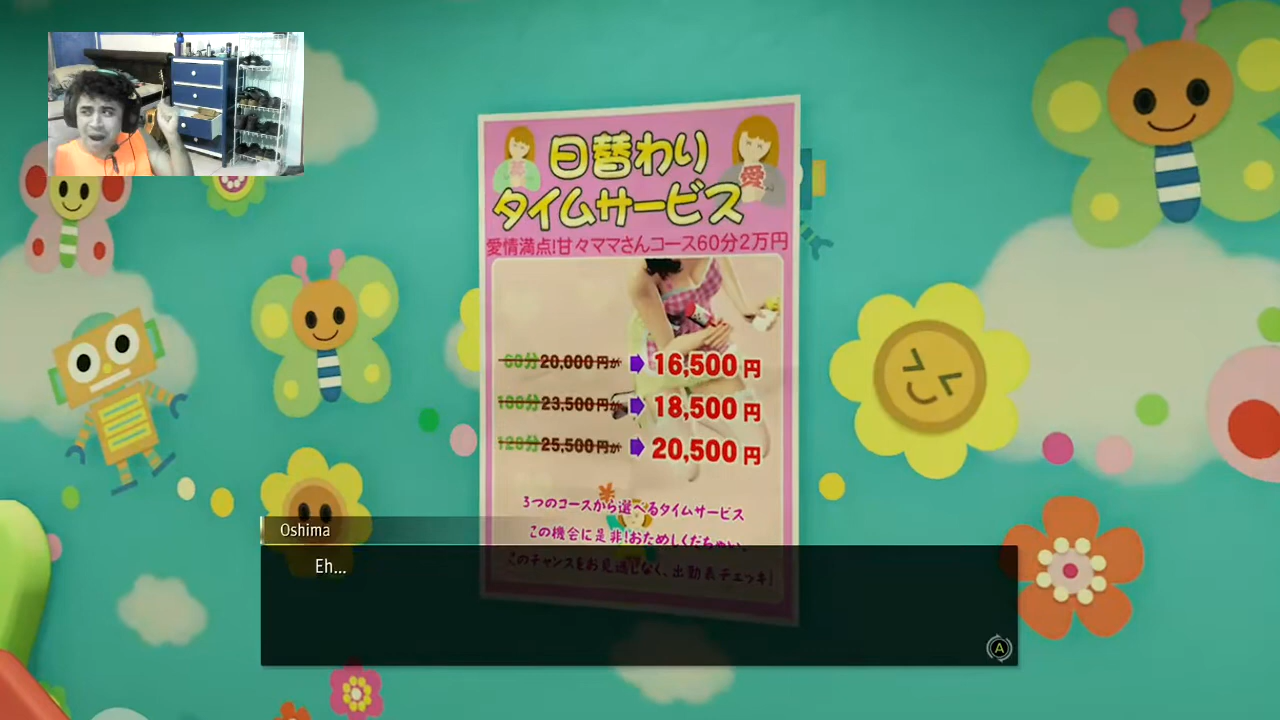 日替わり
タイムサービス
愛情満点!甘々ママさんコース60分2万円
60分20,000円が 16,500円
100分23,500円が 18,500円
120分25,500円が 20,500円
3つのコースから選べるタイムサービス
この機会に是非!おためしくだちゃい。
このチャンスをお見逃しなく、出勤表チェッキ!
愛
Oshima
Eh...
A